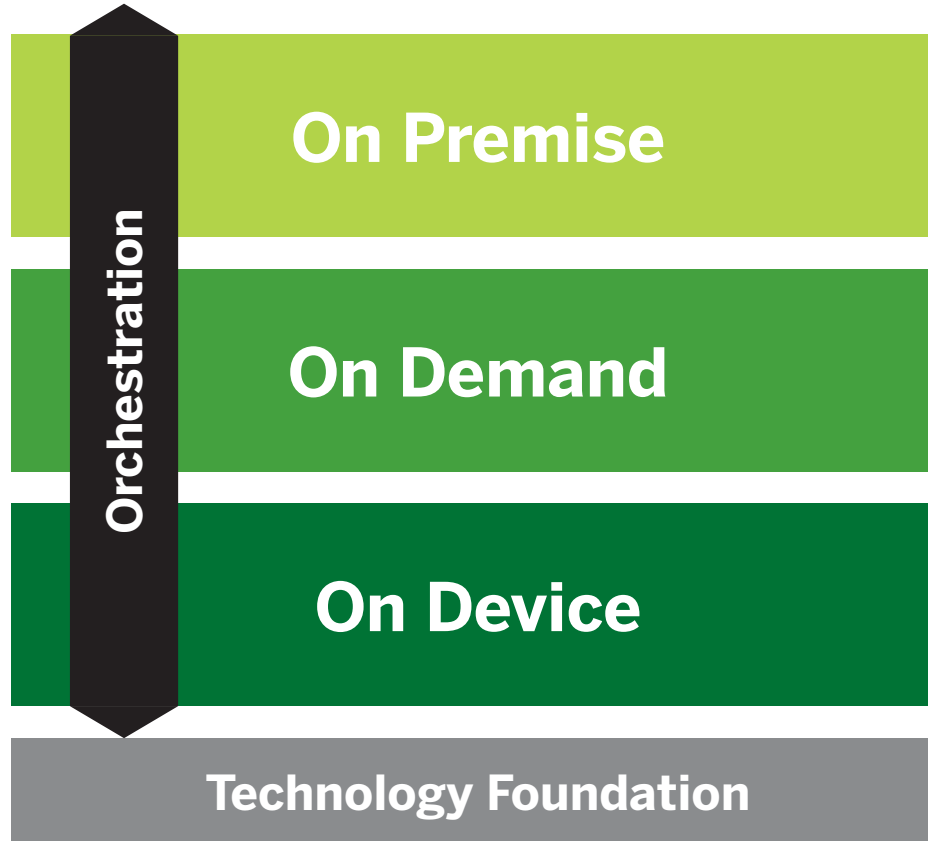 On Premise
Orchestration
On Demand
On Device
Technology Foundation